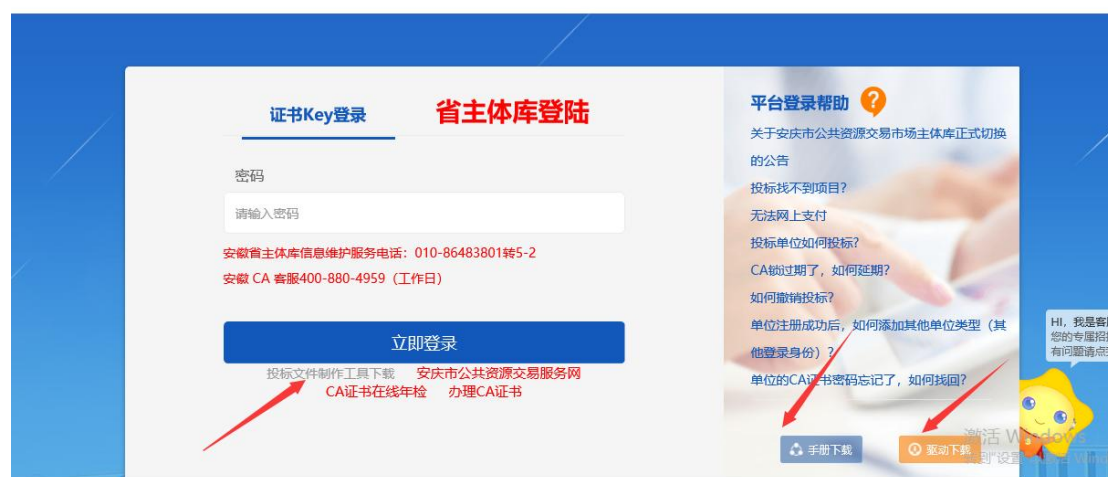 证书Key登录
省主体库登陆
密码
请输入密码
安徽省主体库信息维护服务电话：010-86483801转5-2
安徽 CA 客服400-880-4959（工作日）
立即登录
投标文件制作工具下载 安庆市公共资源交易服务网
CA证书在线年检 办理CA证书
平台登录帮助
关于安庆市公共资源交易市场主体库正式切换
的公告
投标找不到项目?
无法网上支付
投标单位如何投标?
CA锁过期了，如何延期?
如何撤销投标?
单位注册成功后，如何添加其他单位类型（其
他登录身份）?
单位的CA证书密码忘记了，如何找回?
手册下载
驱动下载
HI，我是客
您的专属招
有问题请点
激活 Windows